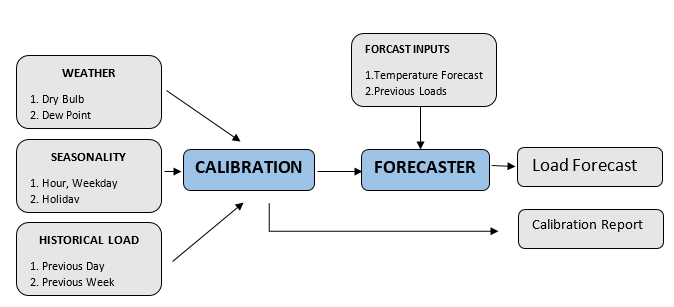 FORCAST INPUTS
1.Temperature Forecast
2.Previous Loads
WEATHER
1. Dry Bulb
2. Dew Point
SEASONALITY
1. Hour, Weekday
2. Holiday
HISTORICAL LOAD
1. Previous Day
2. Previous Week
CALIBRATION
FORECASTER
Load Forecast
Calibration Report